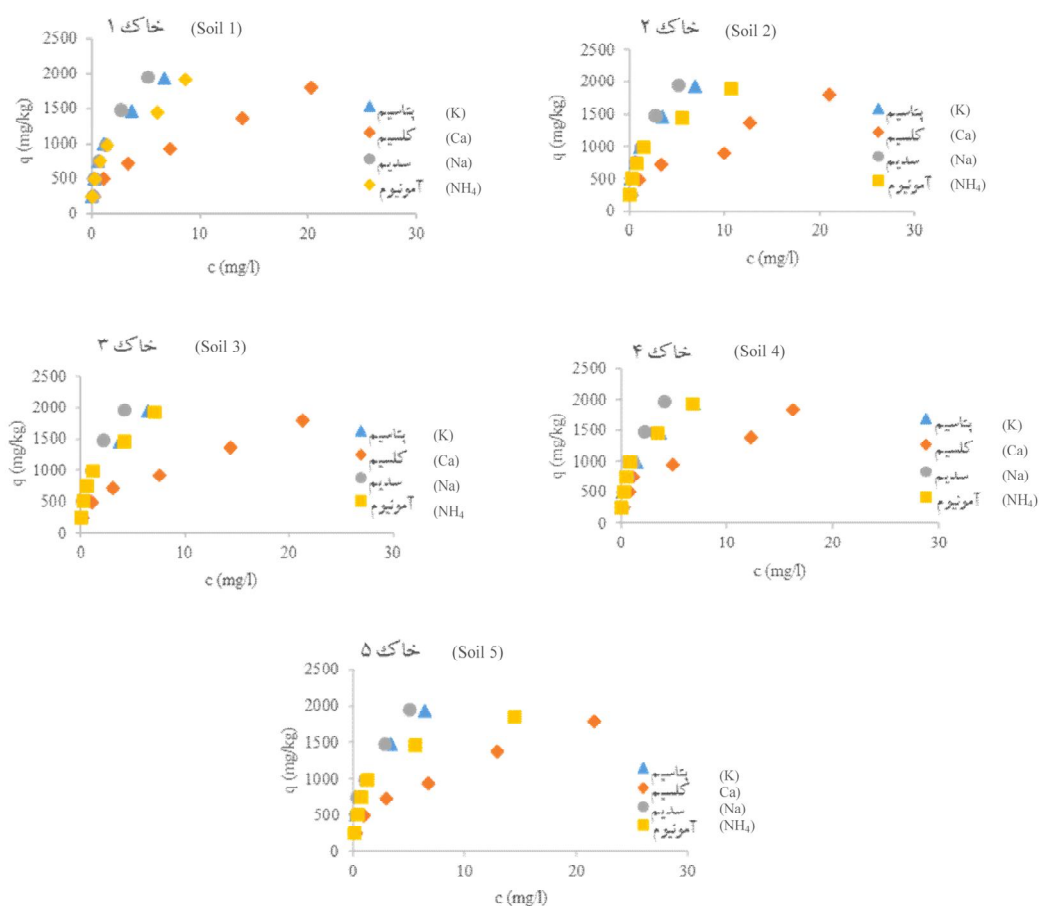 خاک ۱ (Soil 1)
q (mg/kg)
2500
2000
1500
1000
500
0
0 10 20 30
c (mg/l)
پتاسیم (K)
کلسیم (Ca)
سدیم (Na)
آمونیوم (NH₄)
خاک ۲ (Soil 2)
q (mg/kg)
2500
2000
1500
1000
500
0
0 10 20 30
c (mg/l)
پتاسیم (K)
کلسیم (Ca)
سدیم (Na)
آمونیوم (NH₄)
خاک ۳ (Soil 3)
q (mg/kg)
2500
2000
1500
1000
500
0
0 10 20 30
c (mg/l)
پتاسیم (K)
کلسیم (Ca)
سدیم (Na)
آمونیوم (NH₄
خاک ۴ (Soil 4)
q (mg/kg)
2500
2000
1500
1000
500
0
0 10 20 30
c (mg/l)
پتاسیم (K)
کلسیم (Ca)
سدیم (Na)
آمونیوم (NH₄)
خاک ۵ (Soil 5)
q (mg/kg)
2500
2000
1500
1000
500
0
0 10 20 30
c (mg/l)
پتاسیم (K)
کلسیم Ca)
سدیم (Na)
آمونیوم (NH₄)